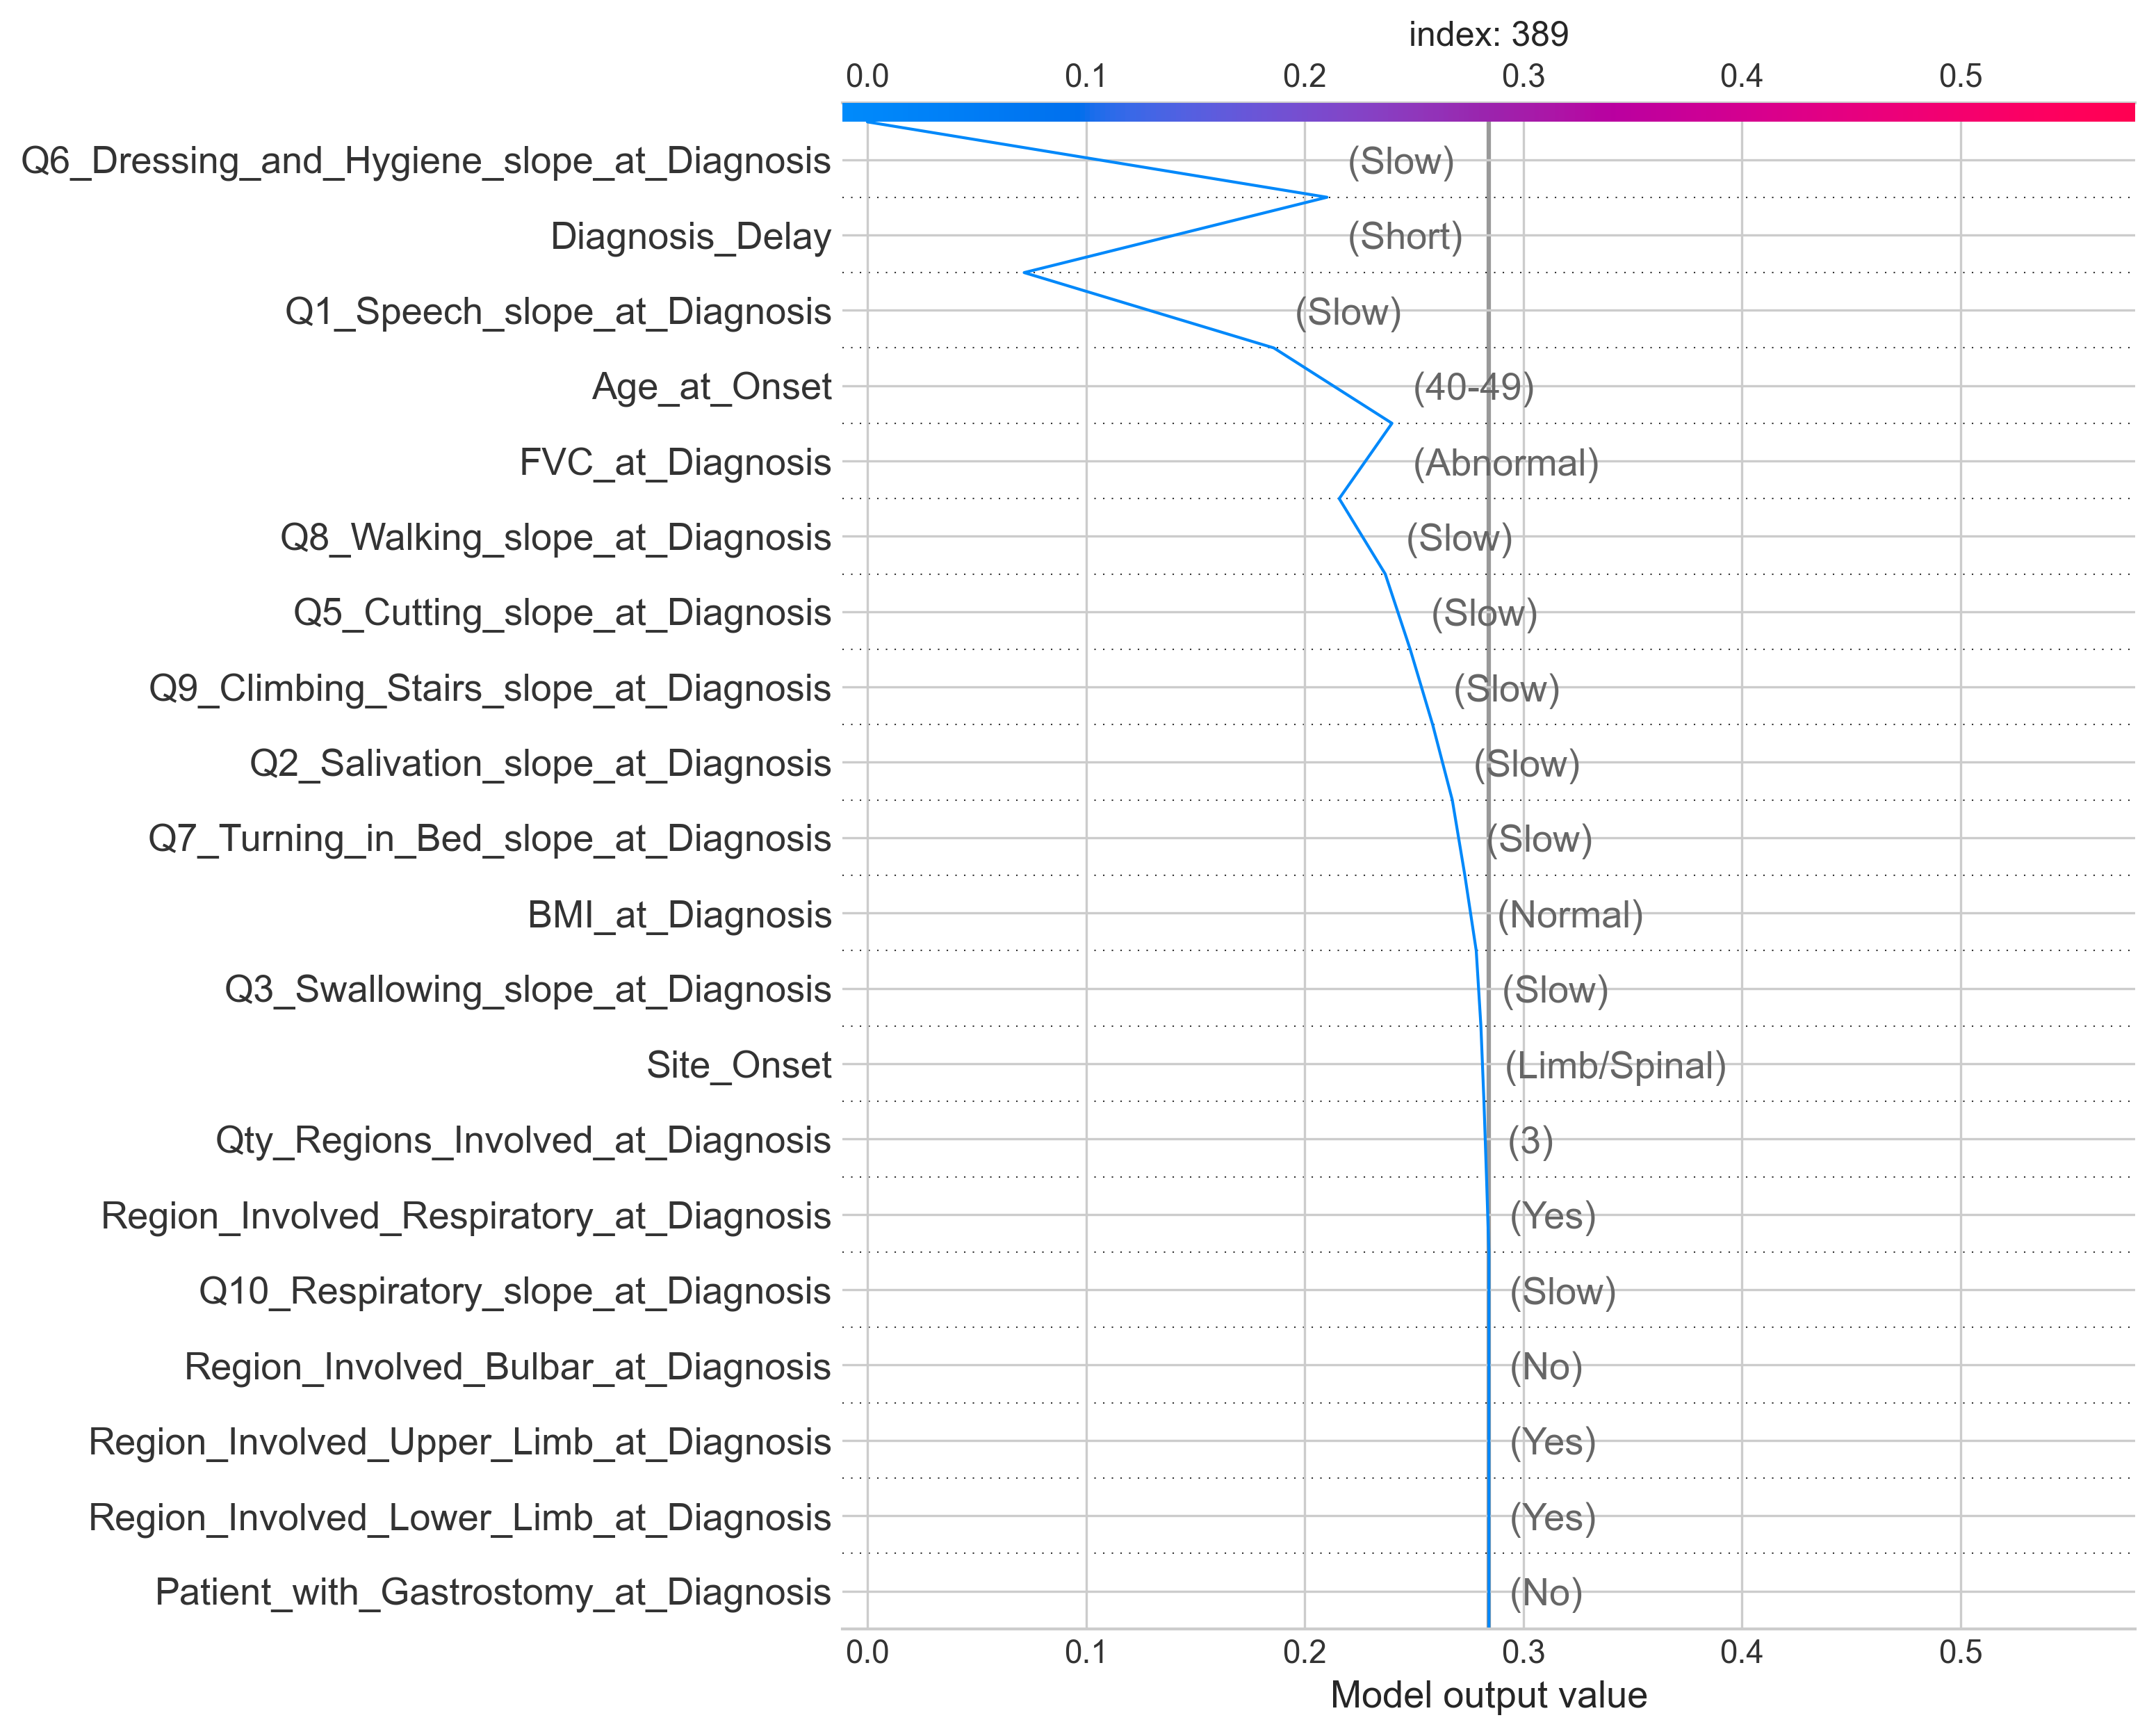 index: 389
0.0 0.1 0.2 0.3 0.4 0.5
Q6_Dressing_and_Hygiene_slope_at_Diagnosis (Slow)
Diagnosis_Delay (Short)
Q1_Speech_slope_at_Diagnosis (Slow)
Age_at_Onset (40-49)
FVC_at_Diagnosis (Abnormal)
Q8_Walking_slope_at_Diagnosis (Slow)
Q5_Cutting_slope_at_Diagnosis (Slow)
Q9_Climbing_Stairs_slope_at_Diagnosis (Slow)
Q2_Salivation_slope_at_Diagnosis (Slow)
Q7_Turning_in_Bed_slope_at_Diagnosis (Slow)
BMI_at_Diagnosis (Normal)
Q3_Swallowing_slope_at_Diagnosis (Slow)
Site_Onset (Limb/Spinal)
Qty_Regions_Involved_at_Diagnosis (3)
Region_Involved_Respiratory_at_Diagnosis (Yes)
Q10_Respiratory_slope_at_Diagnosis (Slow)
Region_Involved_Bulbar_at_Diagnosis (No)
Region_Involved_Upper_Limb_at_Diagnosis (Yes)
Region_Involved_Lower_Limb_at_Diagnosis (Yes)
Patient_with_Gastrostomy_at_Diagnosis (No)
0.0 0.1 0.2 0.3 0.4 0.5
Model output value